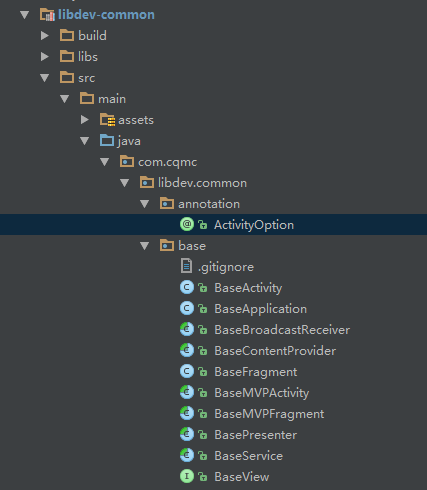 libdev-common
build
libs
src
main
assets
java
com.cqmc
libdev.common
annotation
@ ActivityOption
base
.gitignore
C BaseActivity
C BaseApplication
C BaseBroadcastReceiver
C BaseContentProvider
C BaseFragment
C BaseMVPActivity
C BaseMVPFragment
C BasePresenter
C BaseService
I BaseView